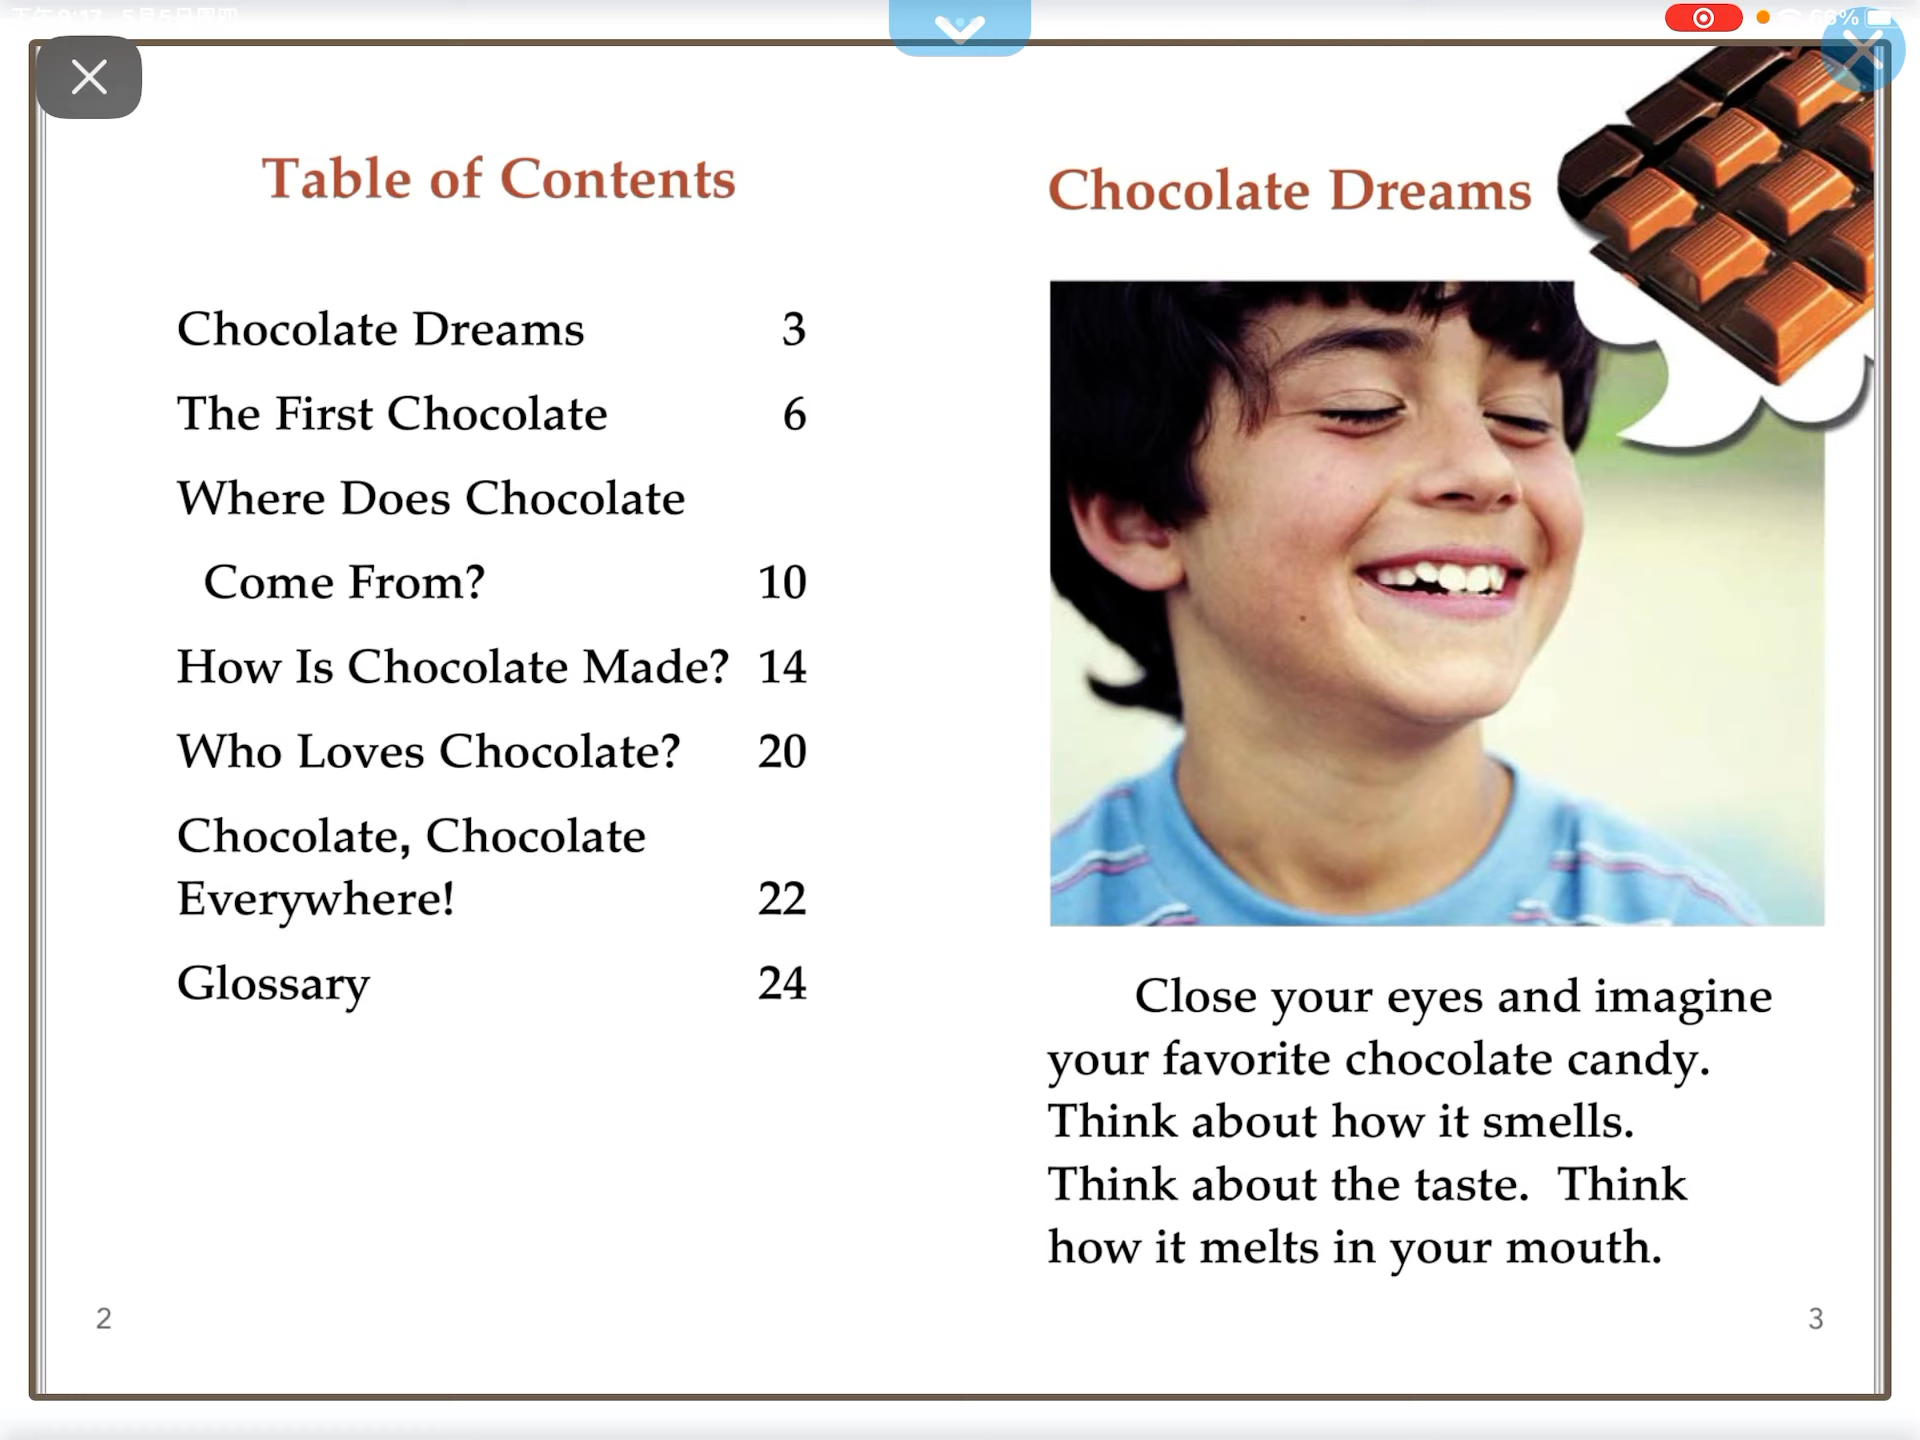 Table of Contents
Chocolate Dreams 3
The First Chocolate 6
Where Does Chocolate
Come From? 10
How Is Chocolate Made? 14
Who Loves Chocolate? 20
Chocolate, Chocolate
Everywhere! 22
Glossary 24
2
Chocolate Dreams
Close your eyes and imagine
your favorite chocolate candy.
Think about how it smells.
Think about the taste. Think
how it melts in your mouth.
3